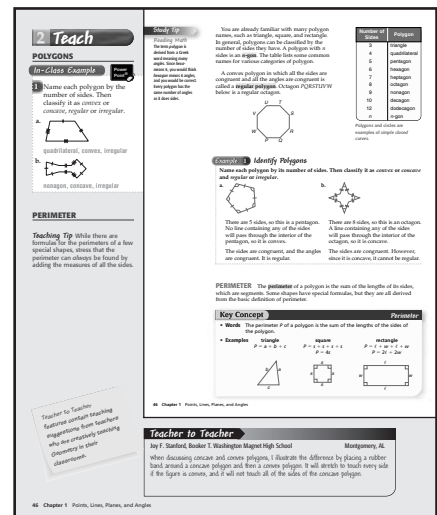 2 Teach
POLYGONS
In-Class Example
Power Point®
1 Name each polygon by the
number of sides. Then
classify it as convex or
concave, regular or irregular.
a.
quadrilateral, convex, irregular
b.
nonagon, concave, irregular
PERIMETER
Teaching Tip While there are
formulas for the perimeters of a few
special shapes, stress that the
perimeter can always be found by
adding the measures of all the sides.
Teacher to Teacher
features contain teaching
suggestions from teachers
who are creatively teaching
Geometry in their
classrooms.
Study Tip
Reading Math
The term polygon is
derived from a Greek
word meaning many
angles. Since hexa-
means 6, you would think
hexagon means 6 angles,
and you would be correct.
Every polygon has the
same number of angles
as it does sides.
You are already familiar with many polygon
names, such as triangle, square, and rectangle.
In general, polygons can be classified by the
number of sides they have. A polygon with n
sides is an n-gon. The table lists some common
names for various categories of polygon.
A convex polygon in which all the sides are
congruent and all the angles are congruent is
called a regular polygon. Octagon PQRSTUVW
below is a regular octagon.
U T
V S
W R
P Q
Number of Sides Polygon
3 triangle
4 quadrilateral
5 pentagon
6 hexagon
7 heptagon
8 octagon
9 nonagon
10 decagon
12 dodecagon
n n-gon
Polygons and circles are
examples of simple closed
curves.
Example 1 Identify Polygons
Name each polygon by its number of sides. Then classify it as convex or concave
and regular or irregular.
a.
There are 5 sides, so this is a pentagon.
No line containing any of the sides
will pass through the interior of the
pentagon, so it is convex.
The sides are congruent, and the angles
are congruent. It is regular.
b.
There are 8 sides, so this is an octagon.
A line containing any of the sides
will pass through the interior of the
octagon, so it is concave.
The sides are congruent. However,
since it is concave, it cannot be regular.
PERIMETER The perimeter of a polygon is the sum of the lengths of its sides,
which are segments. Some shapes have special formulas, but they are all derived
from the basic definition of perimeter.
Key Concept
Perimeter
• Words The perimeter P of a polygon is the sum of the lengths of the sides of
the polygon.
• Examples triangle square rectangle
P = a + b + c P = s + s + s + s P = ℓ + w + ℓ + w
P = 4s P = 2ℓ + 2w
a b c
s s s s
ℓ w w ℓ
46 Chapter 1 Points, Lines, Planes, and Angles
Teacher to Teacher
Joy F. Stanford, Booker T. Washington Magnet High School Montgomery, AL
When discussing concave and convex polygons, I illustrate the difference by placing a rubber
band around a concave polygon and then a convex polygon. It will stretch to touch every side
if the figure is convex, and it will not touch all of the sides of the concave polygon.
46 Chapter 1 Points, Lines, Planes, and Angles